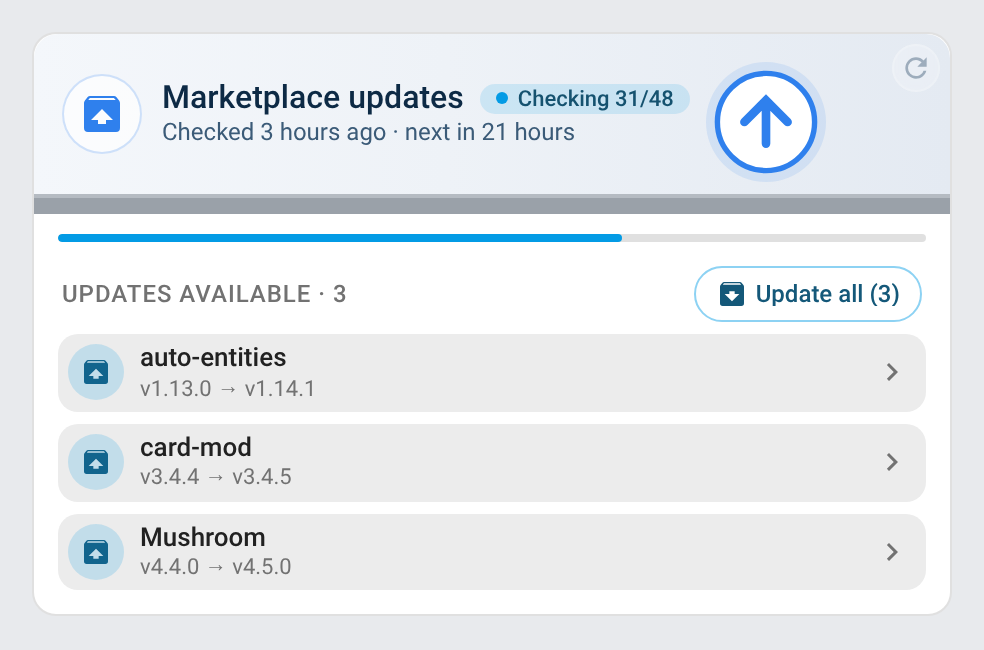 Marketplace updates
Checking 31/48
Checked 3 hours ago · next in 21 hours
UPDATES AVAILABLE · 3
Update all (3)
auto-entities
v1.13.0 → v1.14.1
card-mod
v3.4.4 → v3.4.5
Mushroom
v4.4.0 → v4.5.0